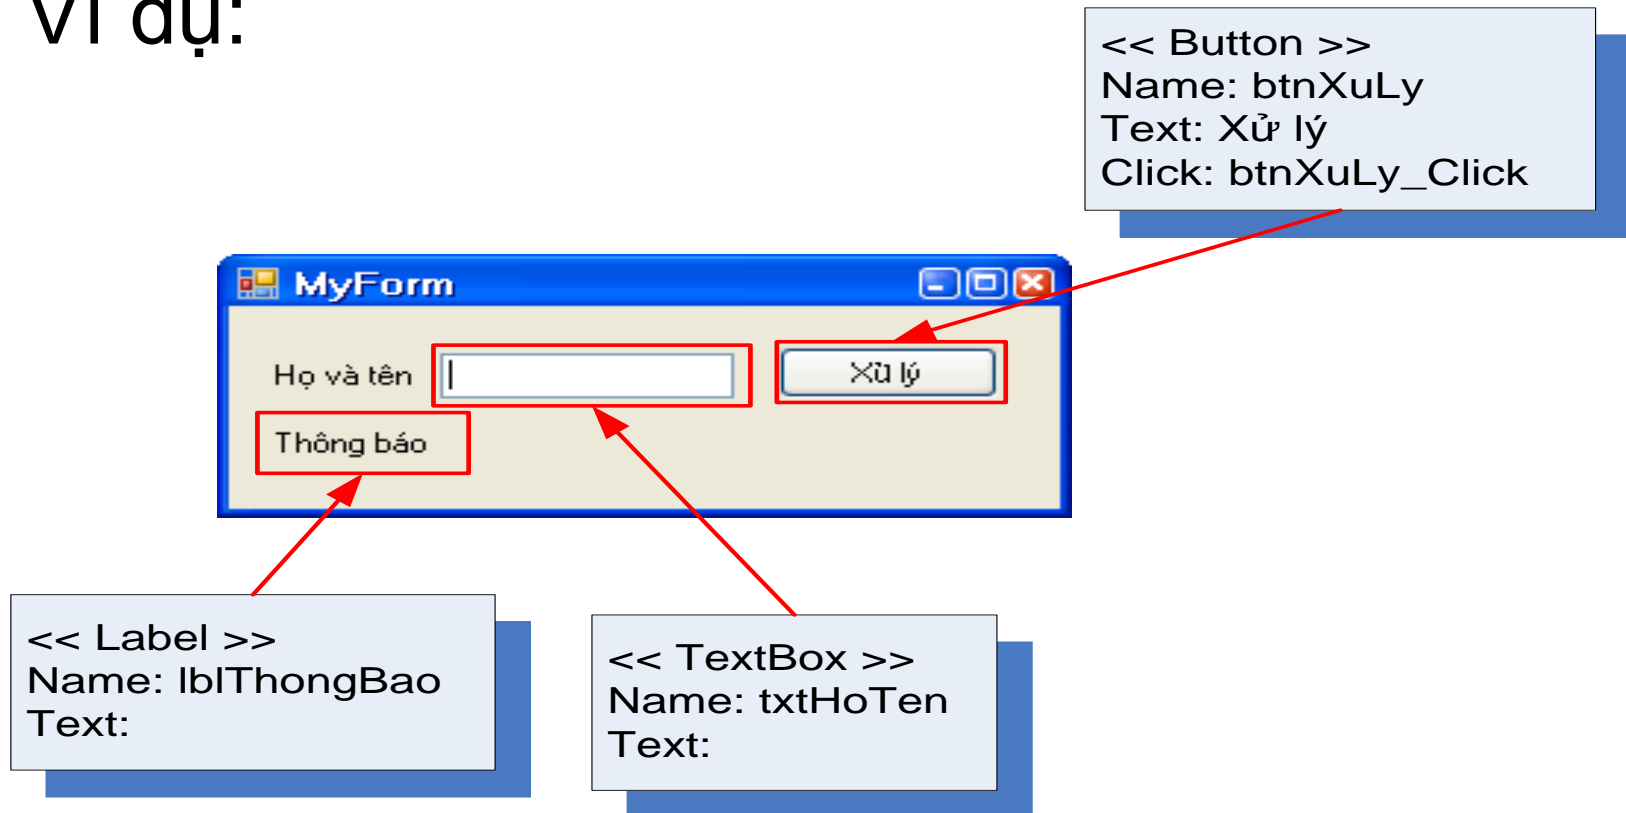 Ví dụ:
<< Button >>
Name: btnXuLy
Text: Xử lý
Click: btnXuLy_Click
MyForm
Họ và tên
Xử lý
Thông báo
<< Label >>
Name: lblThongBao
Text:
<< TextBox >>
Name: txtHoTen
Text: